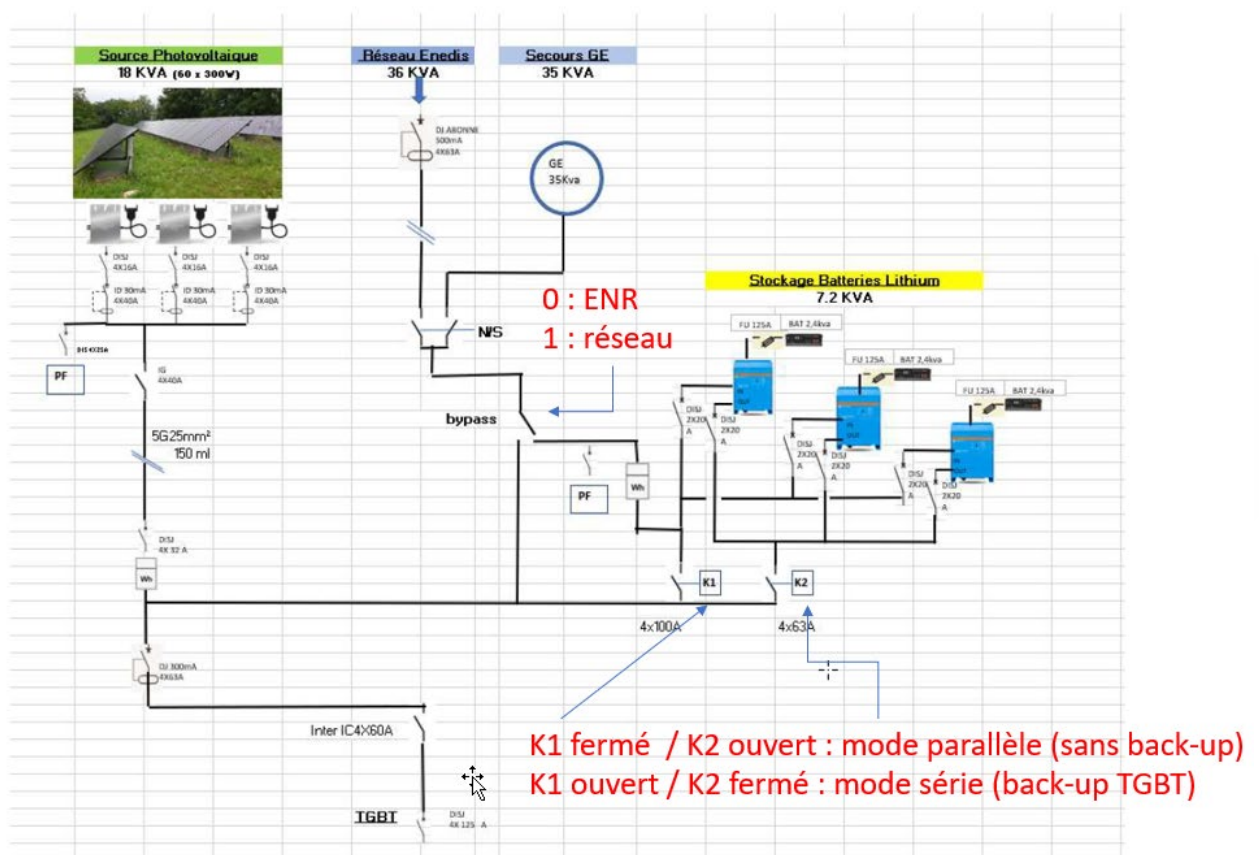 Source Photovoltaique
18 KVA (60 x 300W)
Réseau Enedis
36 KVA
Secours GE
35 KVA
DJ ABONNE
500mA
4X63A
GE
35Kva
DISJ
4X16A
DISJ
4X16A
DISJ
4X16A
ID 30mA
4X40A
ID 30mA
4X40A
ID 30mA
4X40A
Stockage Batteries Lithium
7.2 KVA
0 : ENR
1 : réseau
N/S
FU 125A
BAT 2,4kva
FU 125A
BAT 2,4kva
FU 125A
BAT 2,4kva
DIS 4X25A
PF
IG
4X40A
bypass
5G25mm²
150 ml
DISJ
2X20
A
DISJ
2X20
A
DISJ
2X20
A
DISJ
2X20
A
DISJ
2X20
A
DISJ
2X20
A
IN
OUT
PF
Wh
DISJ
4X 32 A
Wh
K1
K2
4x100A
4x63A
DJ 300mA
4X63A
Inter IC4X60A
K1 fermé / K2 ouvert : mode parallèle (sans back-up)
K1 ouvert / K2 fermé : mode série (back-up TGBT)
TGBT
DISJ
4X 125 A